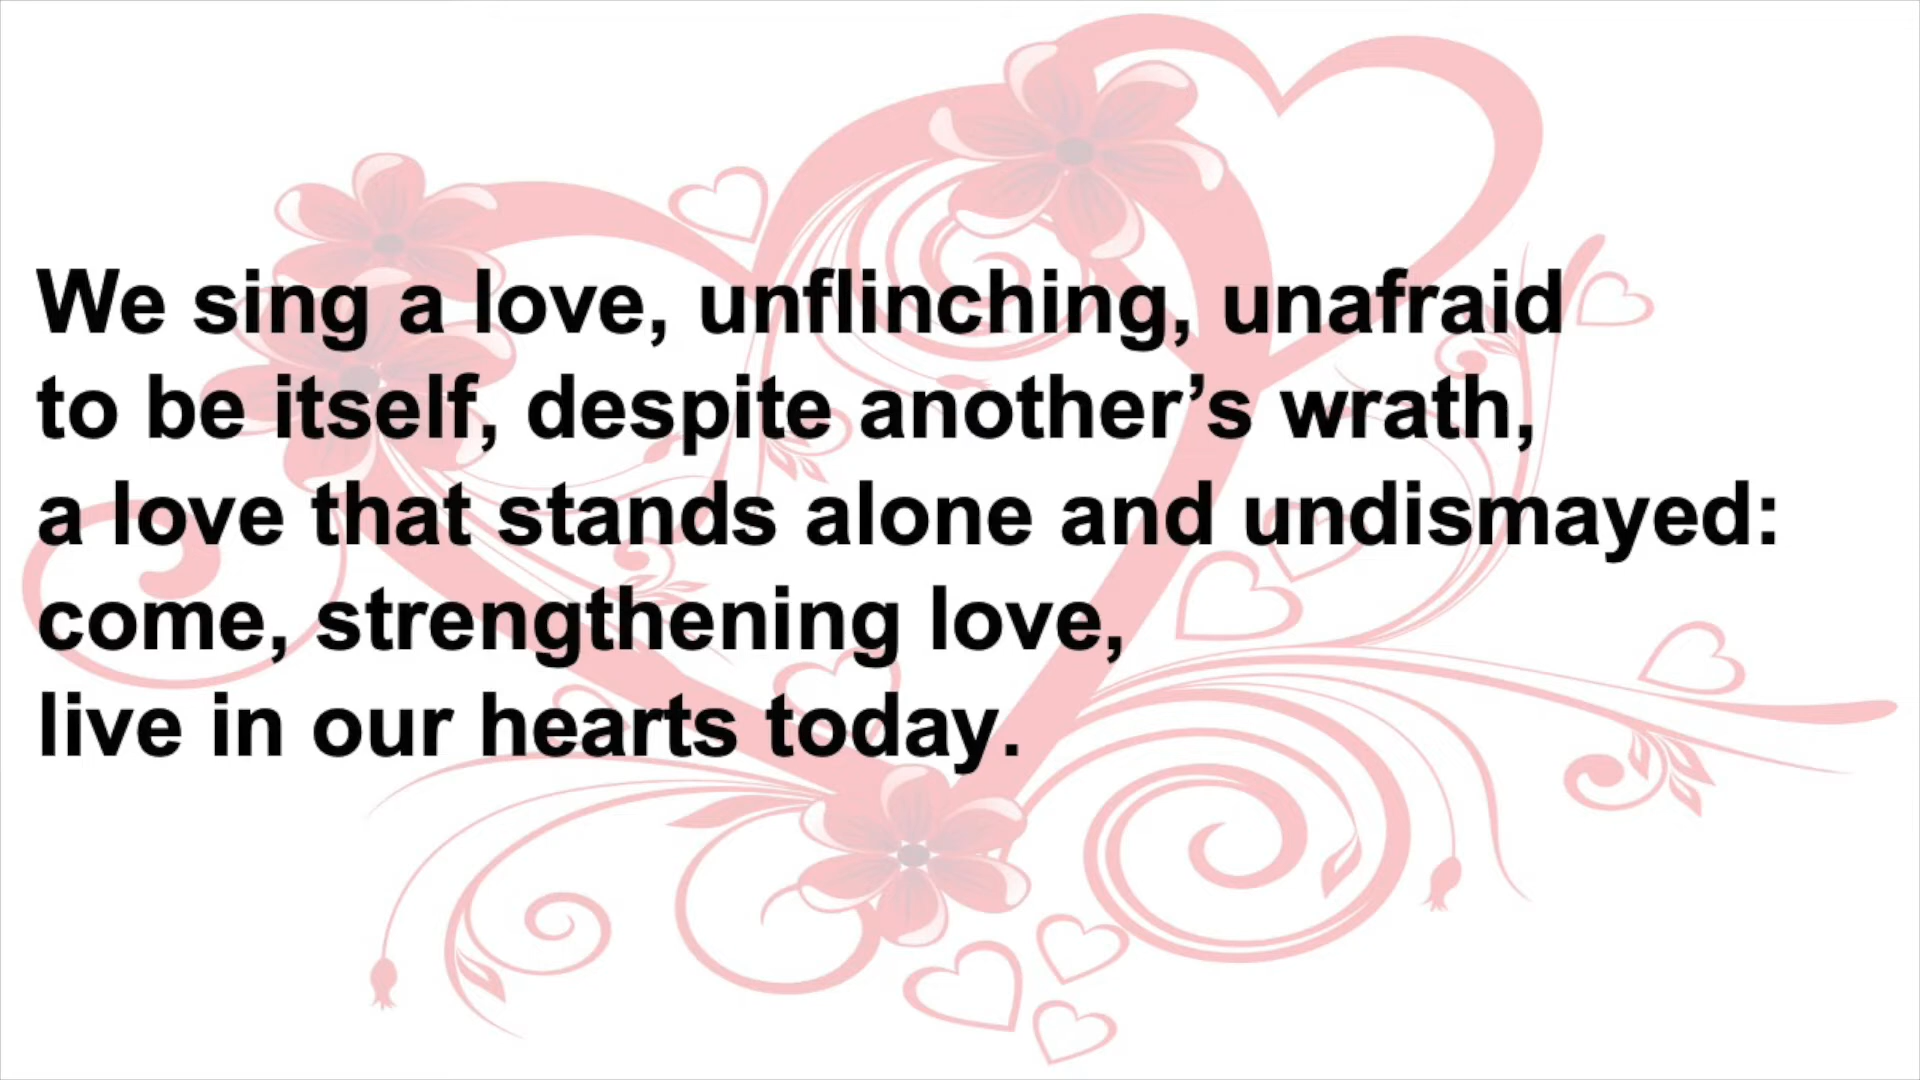 We sing a love, unflinching, unafraid
to be itself, despite another’s wrath,
a love that stands alone and undismayed:
come, strengthening love,
live in our hearts today.